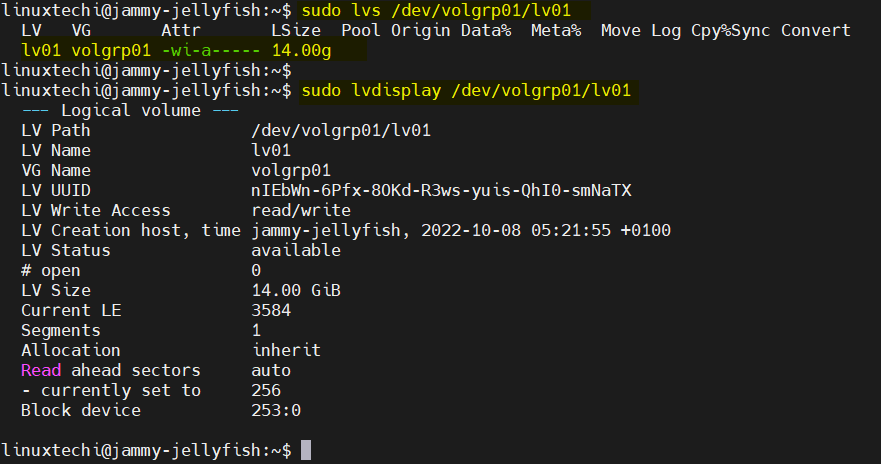 linuxtechi@jammy-jellyfish:~$ sudo lvs /dev/volgrp01/lv01
  LV   VG       Attr       LSize  Pool Origin Data%  Meta%  Move Log Cpy%Sync Convert
  lv01 volgrp01 -wi-a----- 14.00g
linuxtechi@jammy-jellyfish:~$
linuxtechi@jammy-jellyfish:~$ sudo lvdisplay /dev/volgrp01/lv01
  --- Logical volume ---
  LV Path                /dev/volgrp01/lv01
  LV Name                lv01
  VG Name                volgrp01
  LV UUID                nIEbWn-6Pfx-8OKd-R3ws-yuis-QhI0-smNaTX
  LV Write Access        read/write
  LV Creation host, time jammy-jellyfish, 2022-10-08 05:21:55 +0100
  LV Status              available
  # open                 0
  LV Size                14.00 GiB
  Current LE             3584
  Segments               1
  Allocation             inherit
  Read ahead sectors     auto
  - currently set to     256
  Block device           253:0
linuxtechi@jammy-jellyfish:~$